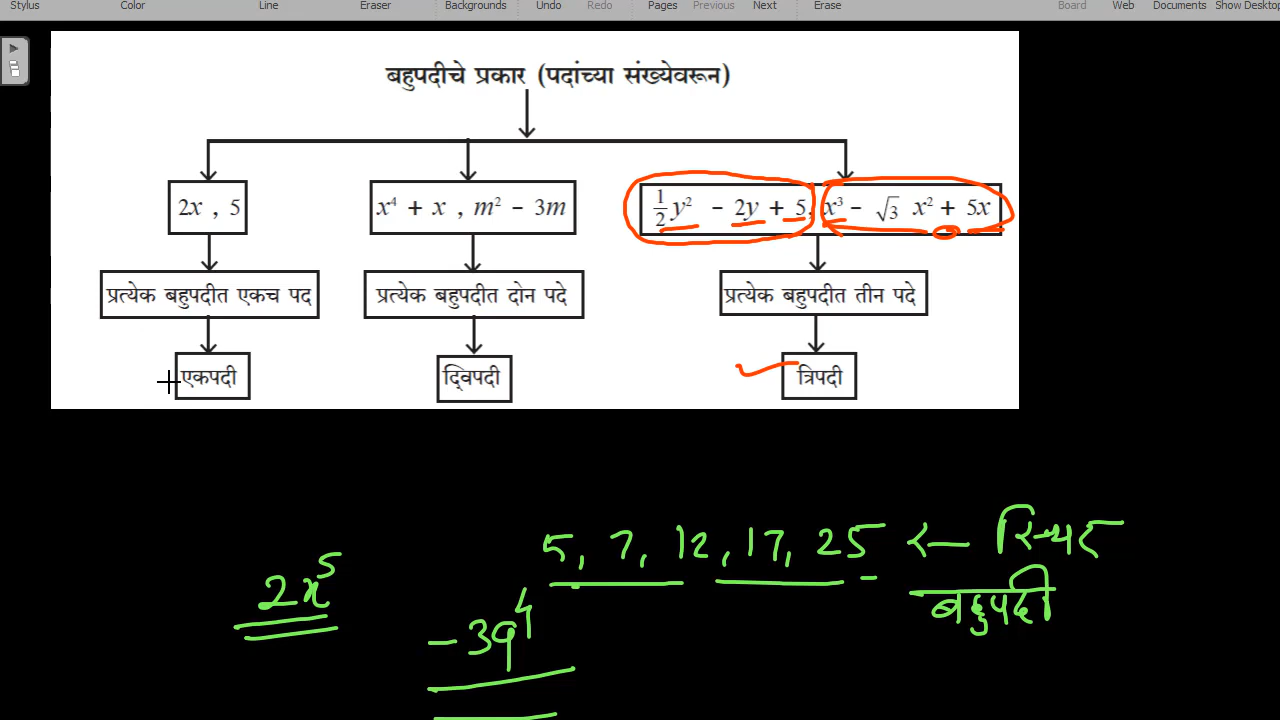 Stylus Color Line Eraser Backgrounds Undo Redo Pages Previous Next Erase Board Web Documents Show Desktop
बहुपदीचे प्रकार (पदांच्या संख्येवरून)
2x , 5
x⁴ + x , m² − 3m
1/2 y² − 2y + 5, x³ − √3 x² + 5x
प्रत्येक बहुपदीत एकच पद
प्रत्येक बहुपदीत दोन पदे
प्रत्येक बहुपदीत तीन पदे
एकपदी
द्विपदी
त्रिपदी
5, 7, 12, 17, 25 ← स्थिर
बहुपदी
2x⁵
−39⁴